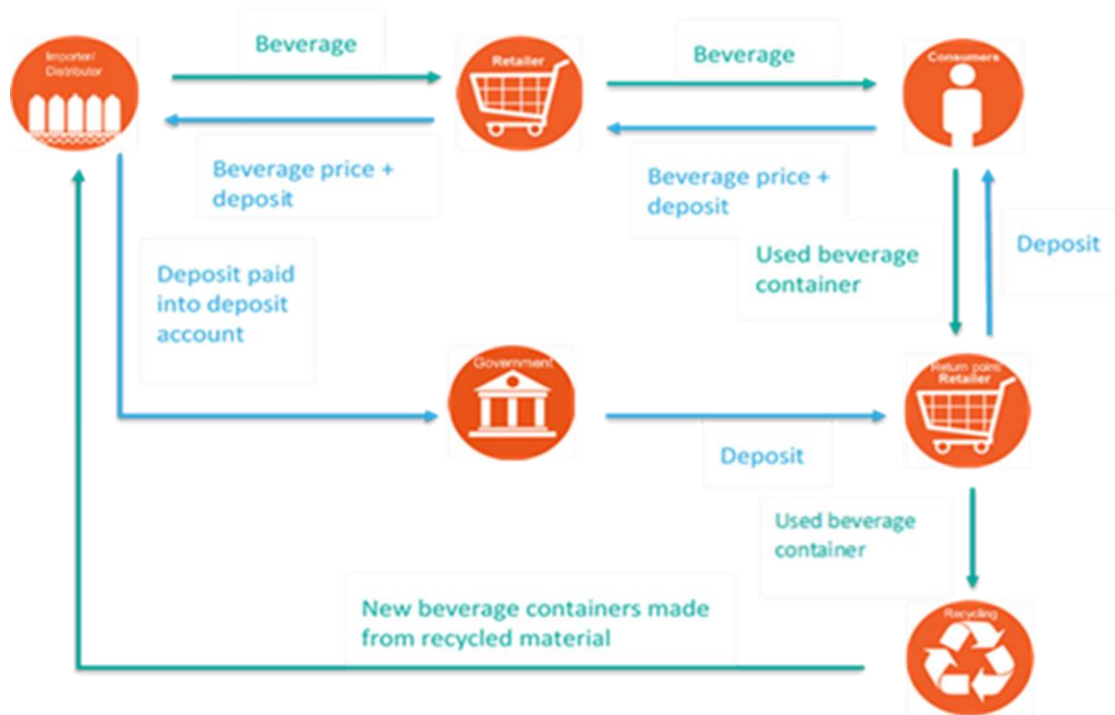 Beverage
Beverage
Importer/
Distributor
Retailer
Consumers
Beverage price +
deposit
Beverage price +
deposit
Used beverage
container
Deposit
Deposit paid
into deposit
account
Government
Return point/
Retailer
Deposit
Used beverage
container
New beverage containers made
from recycled material
Recycling